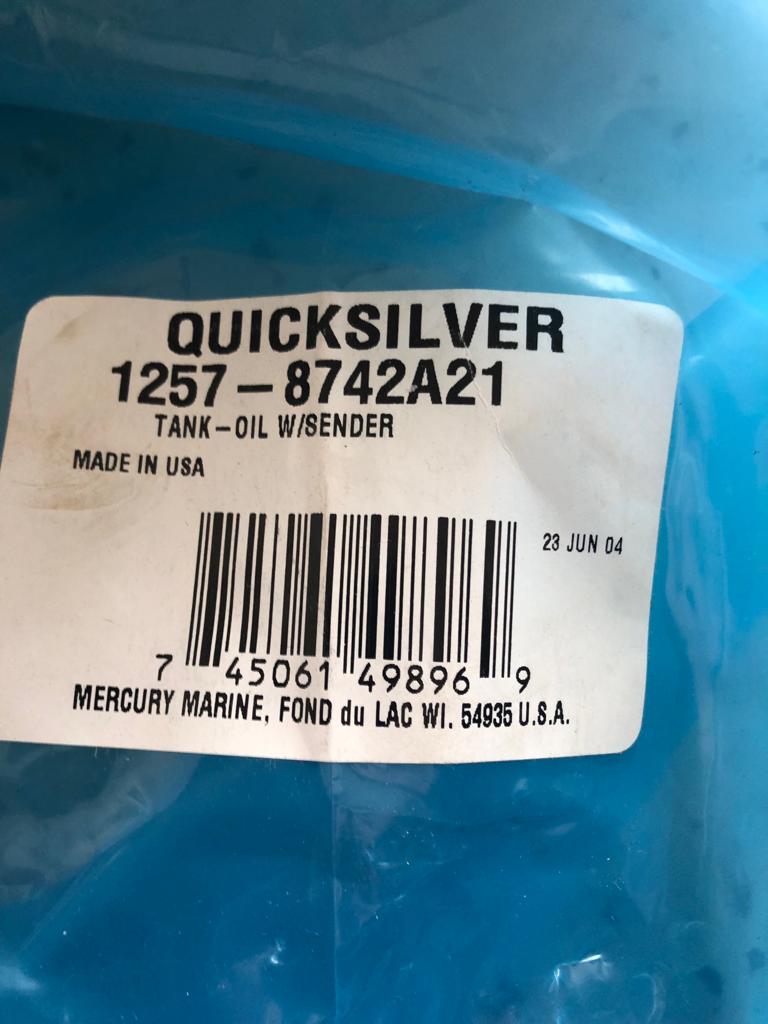 QUICKSILVER
1257-8742A21
TANK-OIL W/SENDER
MADE IN USA
23 JUN 04
7 45061 49896 9
MERCURY MARINE, FOND du LAC WI. 54935 U.S.A.